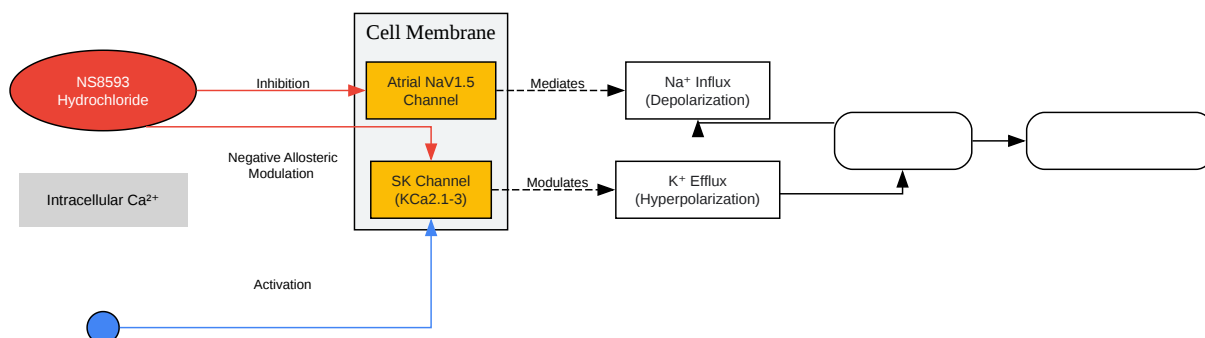 Cell Membrane
NS8593
Hydrochloride
Inhibition
Atrial NaV1.5
Channel
Mediates
Na⁺ Influx
(Depolarization)
Negative Allosteric
Modulation
SK Channel
(KCa2.1-3)
Modulates
K⁺ Efflux
(Hyperpolarization)
Intracellular Ca²⁺
Activation